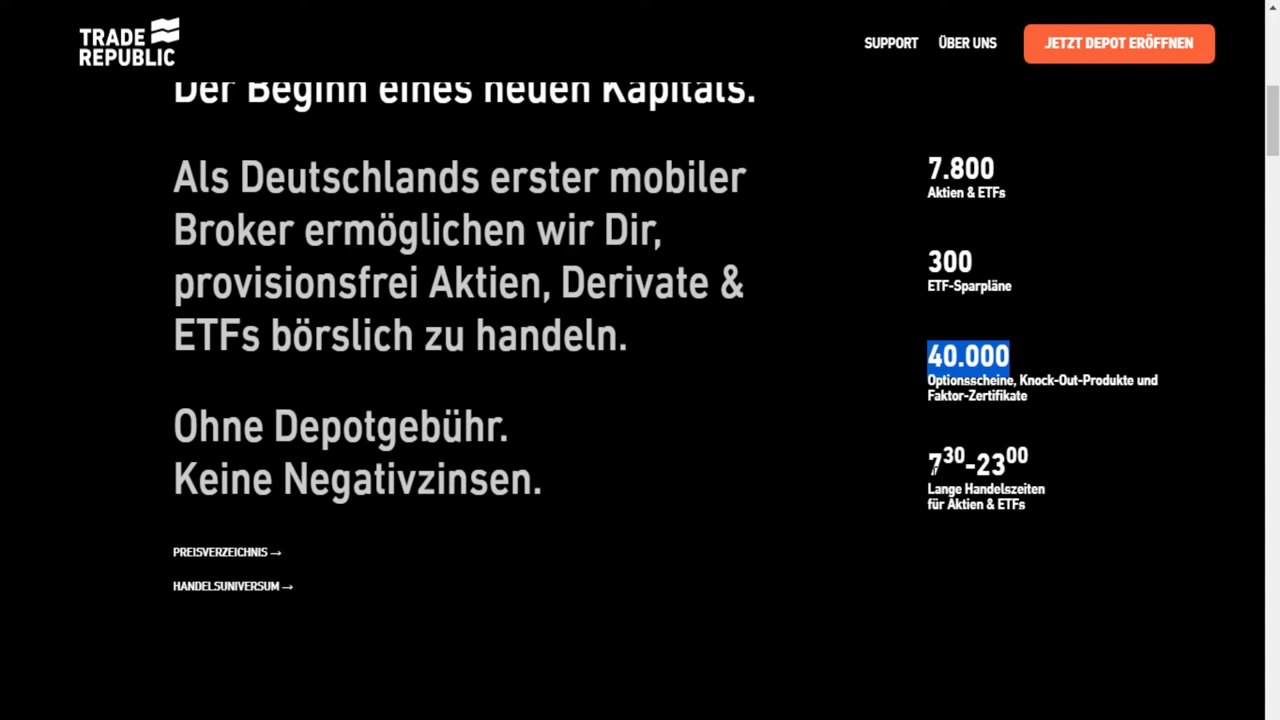 TRADE
REPUBLIC
SUPPORT
ÜBER UNS
JETZT DEPOT ERÖFFNEN
Der Beginn eines neuen Kapitals.
Als Deutschlands erster mobiler
Broker ermöglichen wir Dir,
provisionsfrei Aktien, Derivate &
ETFs börslich zu handeln.
Ohne Depotgebühr.
Keine Negativzinsen.
PREISVERZEICHNIS →
HANDELSUNIVERSUM →
7.800
Aktien & ETFs
300
ETF-Sparpläne
40.000
Optionsscheine, Knock-Out-Produkte und
Faktor-Zertifikate
7³⁰-23⁰⁰
Lange Handelszeiten
für Aktien & ETFs